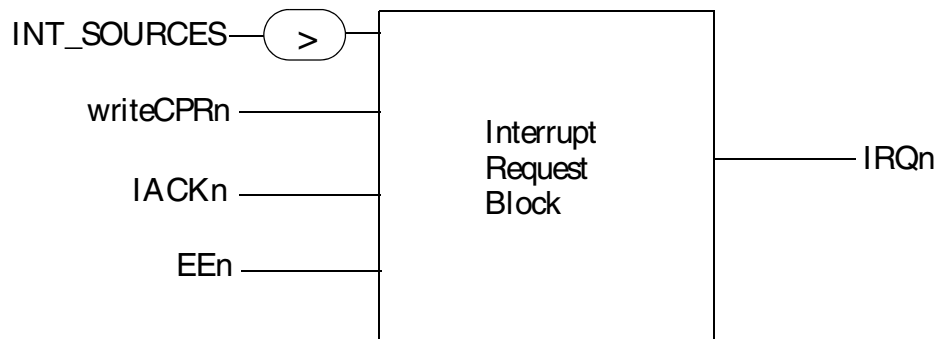 INT_SOURCES
>
writeCPRn
Interrupt
Request
Block
IRQn
IACKn
EEn